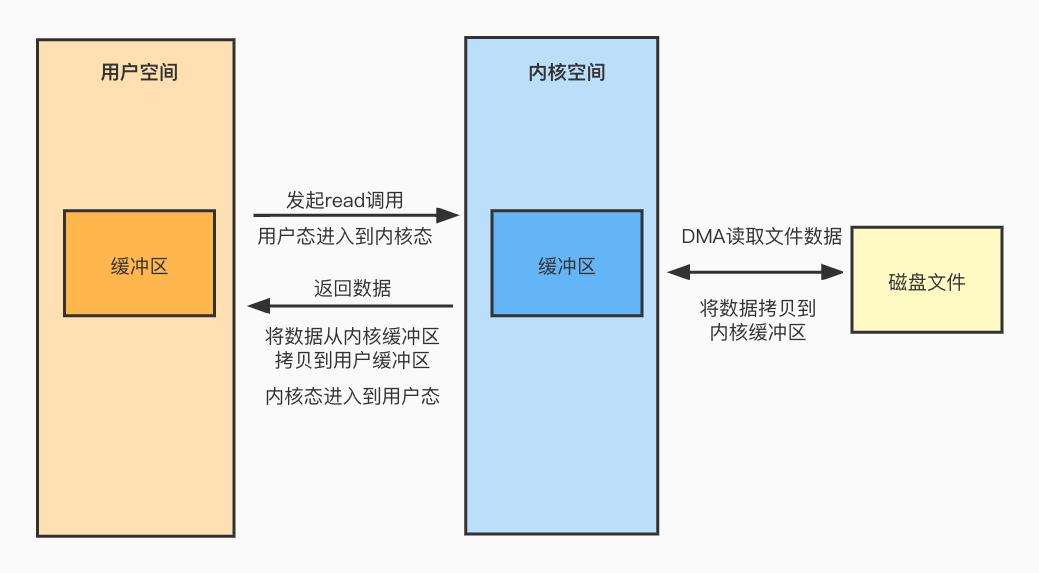 用户空间
内核空间
发起read调用
用户态进入到内核态
缓冲区
返回数据
将数据从内核缓冲区
拷贝到用户缓冲区
内核态进入到用户态
缓冲区
DMA读取文件数据
将数据拷贝到
内核缓冲区
磁盘文件